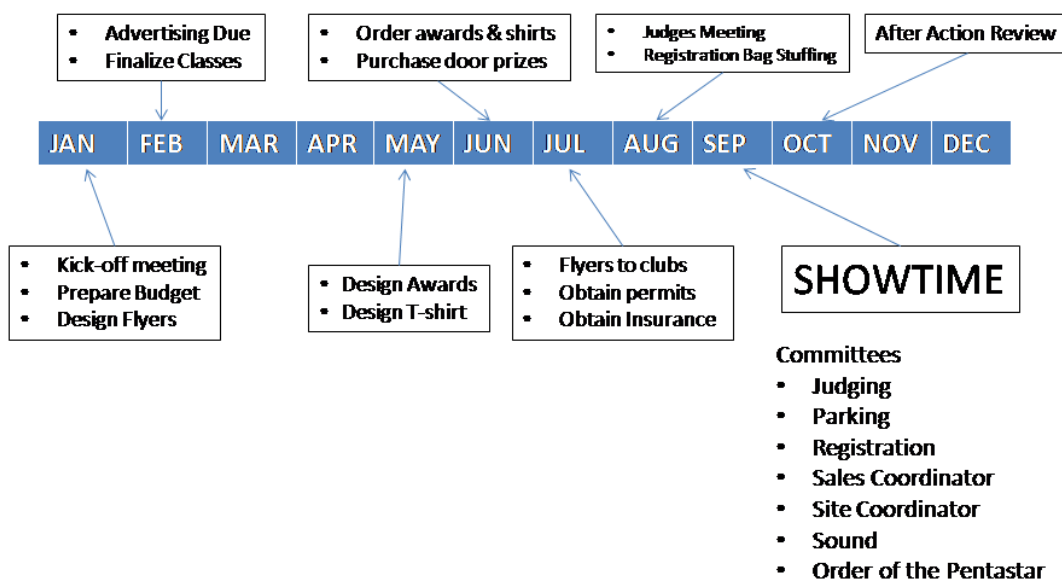 • Advertising Due
• Finalize Classes
• Order awards & shirts
• Purchase door prizes
• Judges Meeting
• Registration Bag Stuffing
After Action Review
JAN FEB MAR APR MAY JUN JUL AUG SEP OCT NOV DEC
• Kick-off meeting
• Prepare Budget
• Design Flyers
• Design Awards
• Design T-shirt
• Flyers to clubs
• Obtain permits
• Obtain Insurance
SHOWTIME
Committees
• Judging
• Parking
• Registration
• Sales Coordinator
• Site Coordinator
• Sound
• Order of the Pentastar